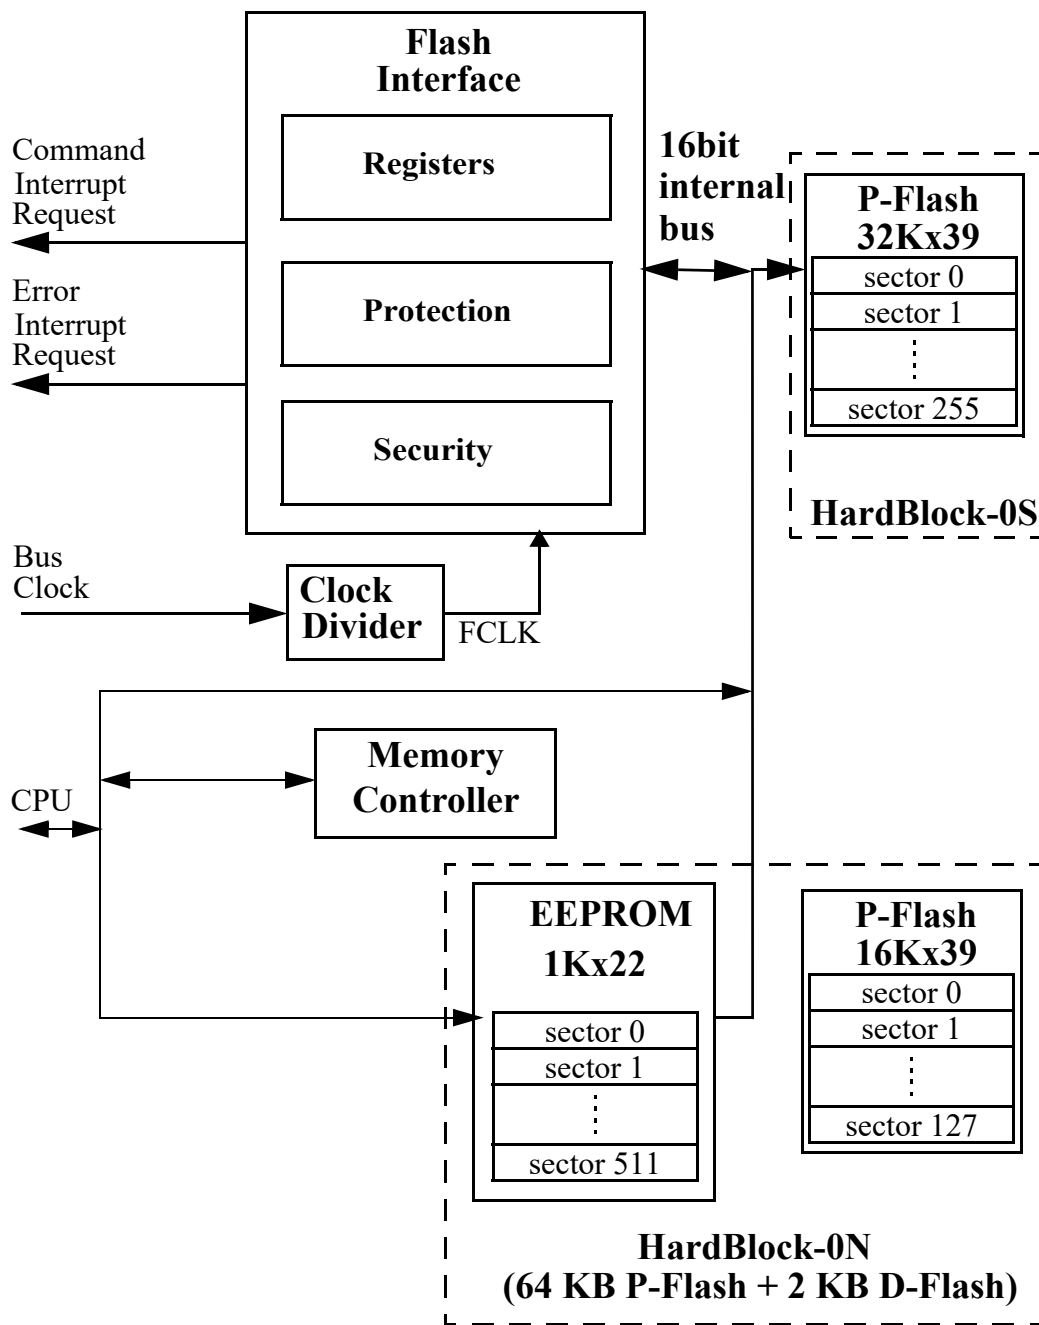 Flash
Interface
Registers
Protection
Security
Command
Interrupt
Request
Error
Interrupt
Request
16bit
internal
bus
P-Flash
32Kx39
sector 0
sector 1
sector 255
HardBlock-0S
Bus
Clock
Clock
Divider
FCLK
Memory
Controller
CPU
EEPROM
1Kx22
sector 0
sector 1
sector 511
P-Flash
16Kx39
sector 0
sector 1
sector 127
HardBlock-0N
(64 KB P-Flash + 2 KB D-Flash)